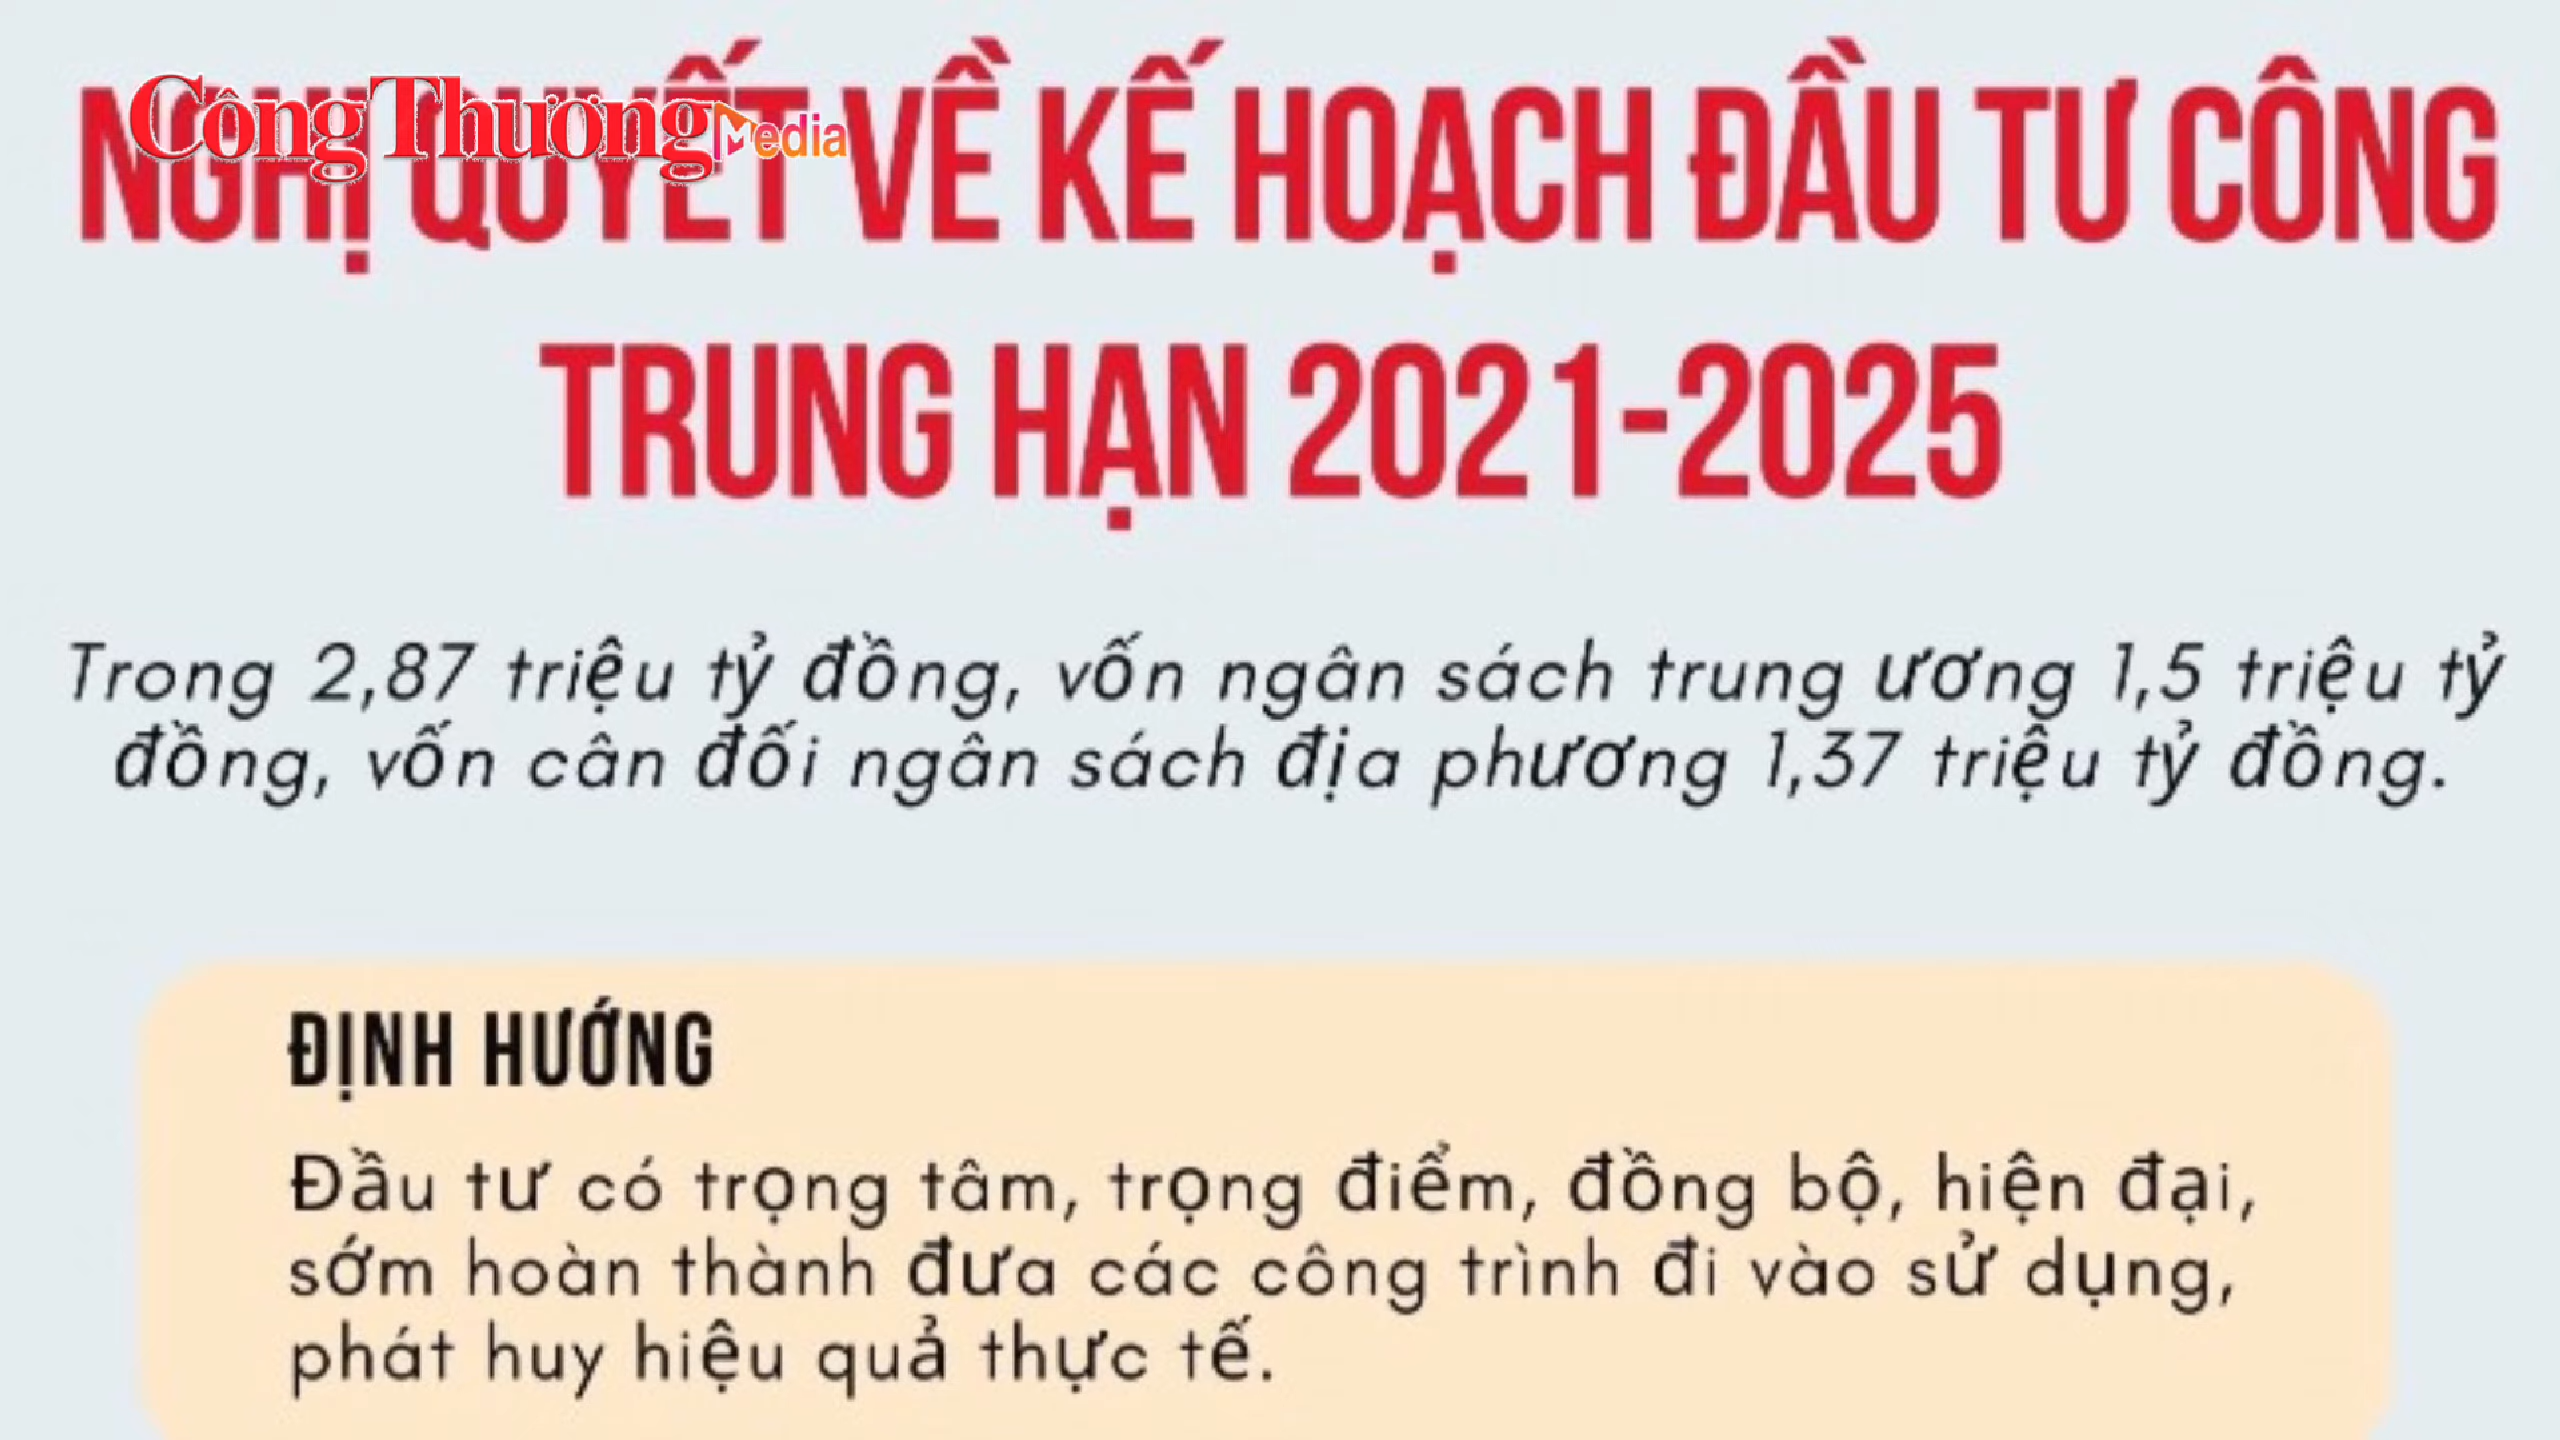 Công Thương Media
NGHỊ QUYẾT VỀ KẾ HOẠCH ĐẦU TƯ CÔNG
TRUNG HẠN 2021-2025
Trong 2,87 triệu tỷ đồng, vốn ngân sách trung ương 1,5 triệu tỷ
đồng, vốn cân đối ngân sách địa phương 1,37 triệu tỷ đồng.
ĐỊNH HƯỚNG
Đầu tư có trọng tâm, trọng điểm, đồng bộ, hiện đại,
sớm hoàn thành đưa các công trình đi vào sử dụng,
phát huy hiệu quả thực tế.